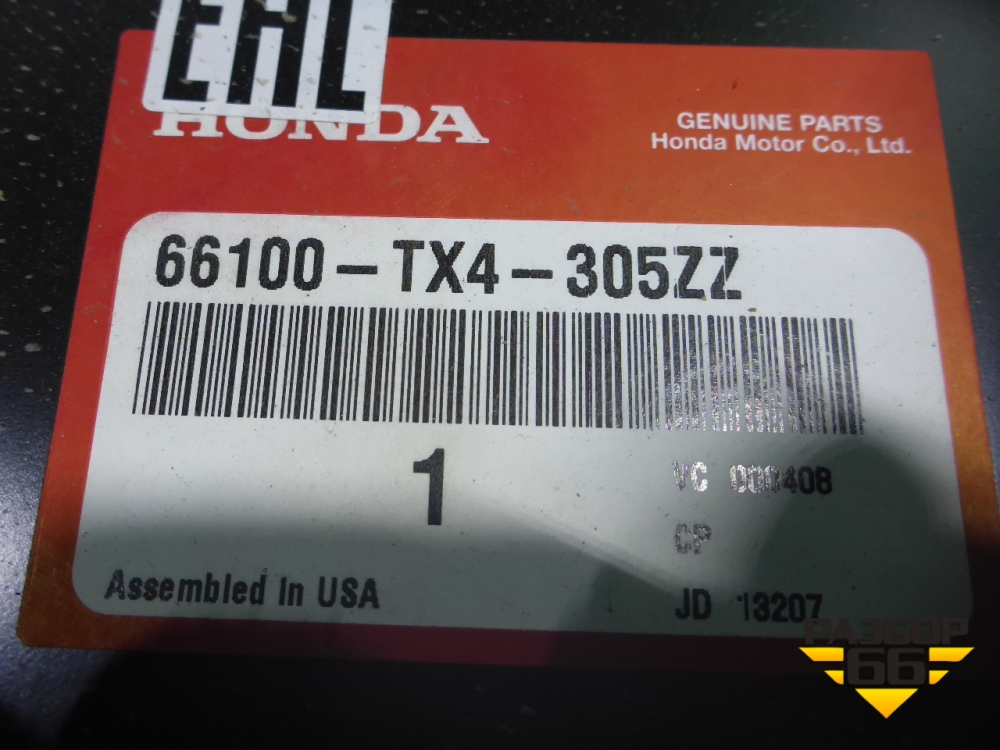 EAC
HONDA
GENUINE PARTS
Honda Motor Co., Ltd.
66100-TX4-305ZZ
1
VC 000408
CP
Assembled In USA
JD 13207
РАЗБОР
66